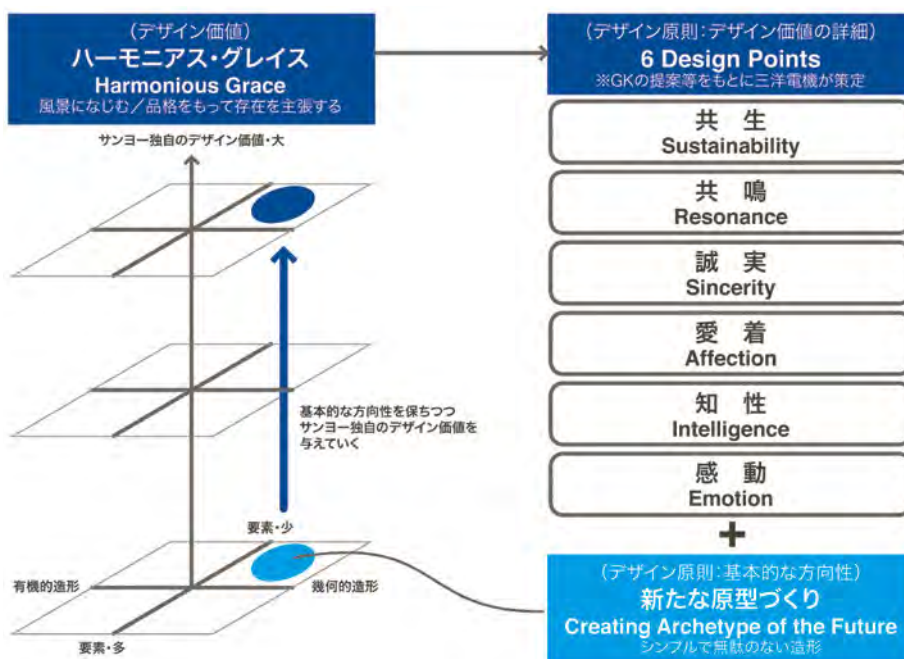 (デザイン価値)
ハーモニアス・グレイス
Harmonious Grace
風景になじむ/品格をもって存在を主張する
サンヨー独自のデザイン価値・大
基本的な方向性を保ちつつ
サンヨー独自のデザイン価値を
与えていく
要素・少
有機的造形
幾何的造形
要素・多
(デザイン原則:デザイン価値の詳細)
6 Design Points
※GKの提案等をもとに三洋電機が策定
共 生
Sustainability
共 鳴
Resonance
誠 実
Sincerity
愛 着
Affection
知 性
Intelligence
感 動
Emotion
+
(デザイン原則:基本的な方向性)
新たな原型づくり
Creating Archetype of the Future
シンプルで無駄のない造形